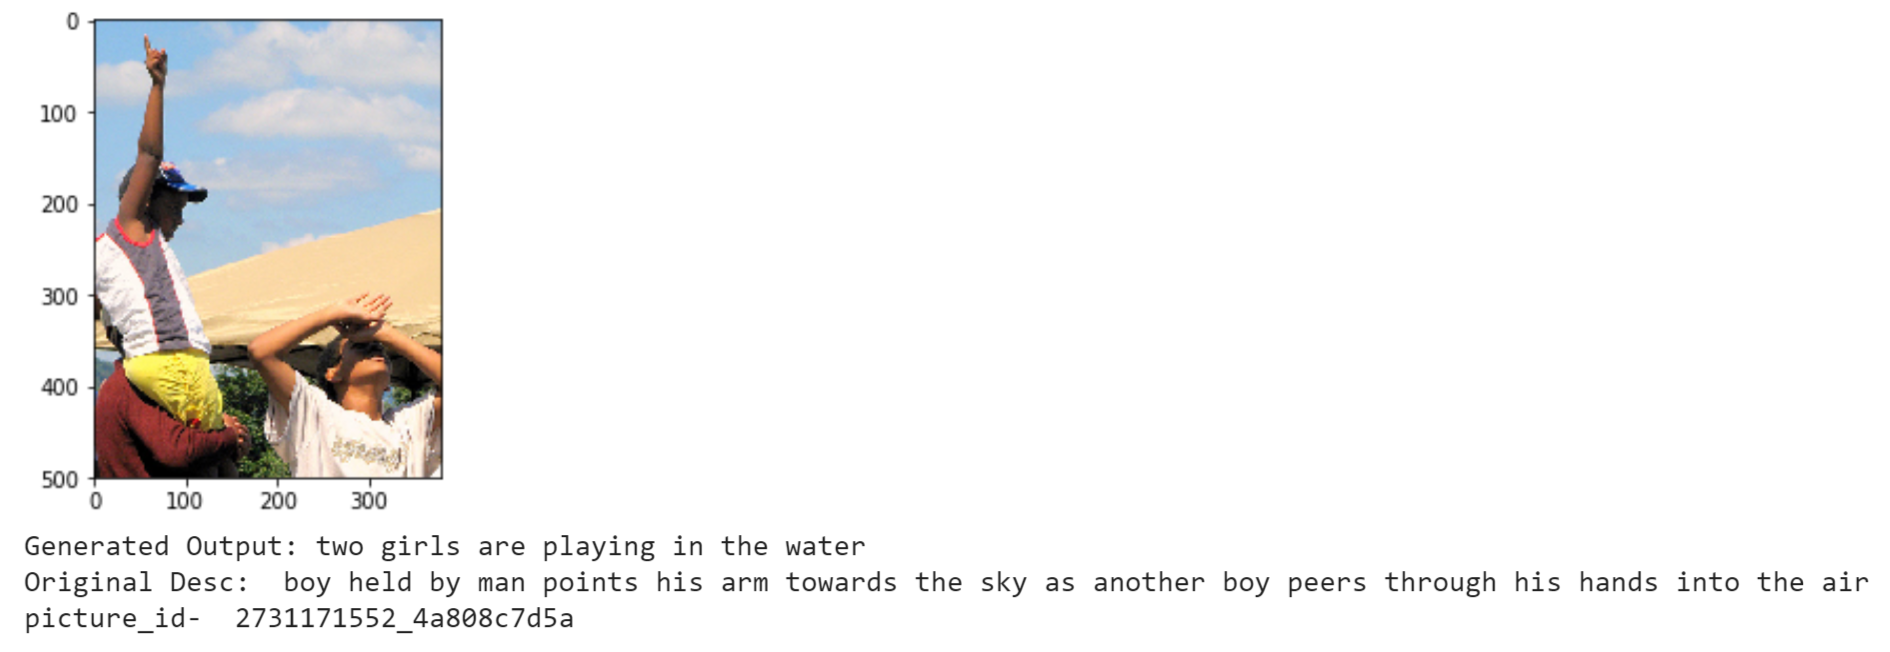 0
100
200
300
400
500
0 100 200 300
Generated Output: two girls are playing in the water
Original Desc:  boy held by man points his arm towards the sky as another boy peers through his hands into the air
picture_id-  2731171552_4a808c7d5a